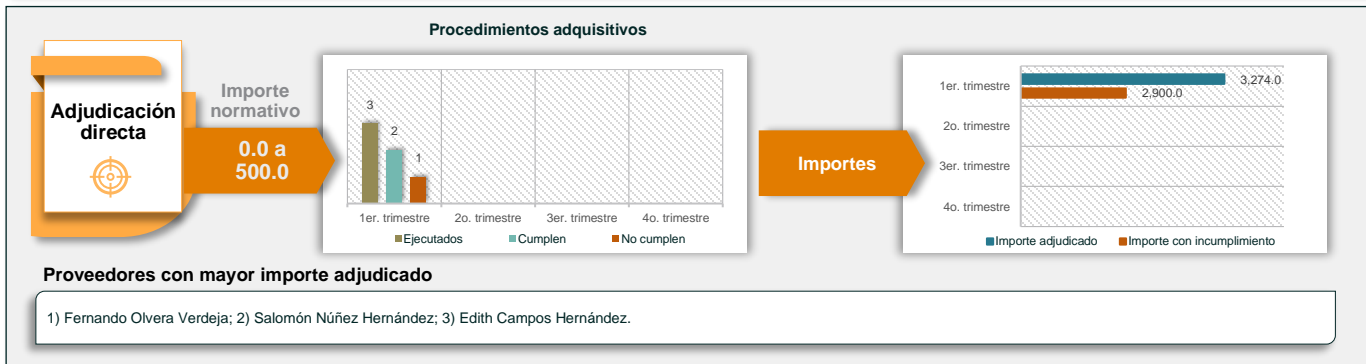 Procedimientos adquisitivos
Adjudicación
directa
Importe
normativo
0.0 a
500.0
3
2
1
1er. trimestre
2o. trimestre
3er. trimestre
4o. trimestre
Ejecutados
Cumplen
No cumplen
Importes
1er. trimestre
3,274.0
2,900.0
2o. trimestre
3er. trimestre
4o. trimestre
Importe adjudicado
Importe con incumplimiento
Proveedores con mayor importe adjudicado
1) Fernando Olvera Verdeja; 2) Salomón Núñez Hernández; 3) Edith Campos Hernández.